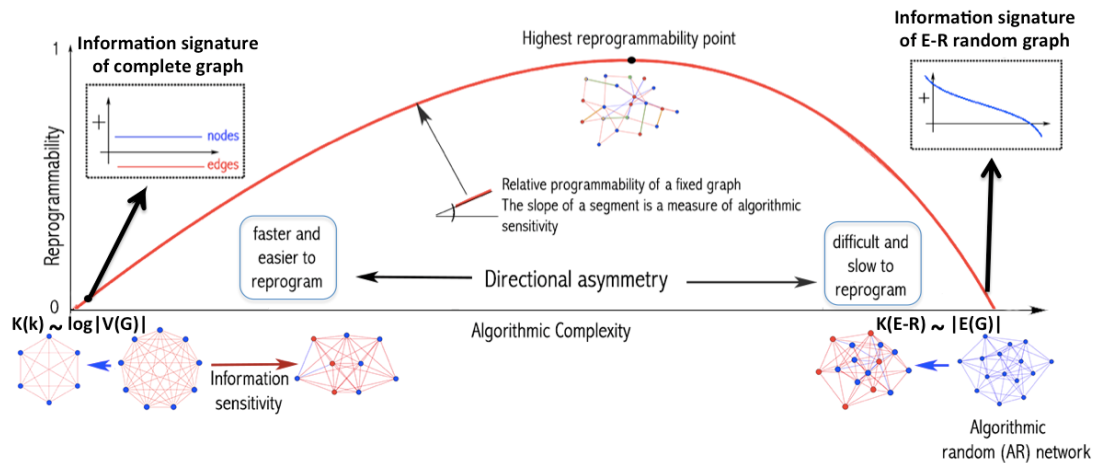 Information signature
of complete graph
+
nodes
edges
Highest reprogrammability point
Information signature
of E-R random graph
+
1
Reprogrammability
0
Relative programmability of a fixed graph
The slope of a segment is a measure of algorithmic
sensitivity
faster and
easier to
reprogram
Directional asymmetry
difficult and
slow to
reprogram
K(k) ~ log|V(G)|
Algorithmic Complexity
K(E-R) ~ |E(G)|
Information
sensitivity
Algorithmic
random (AR) network